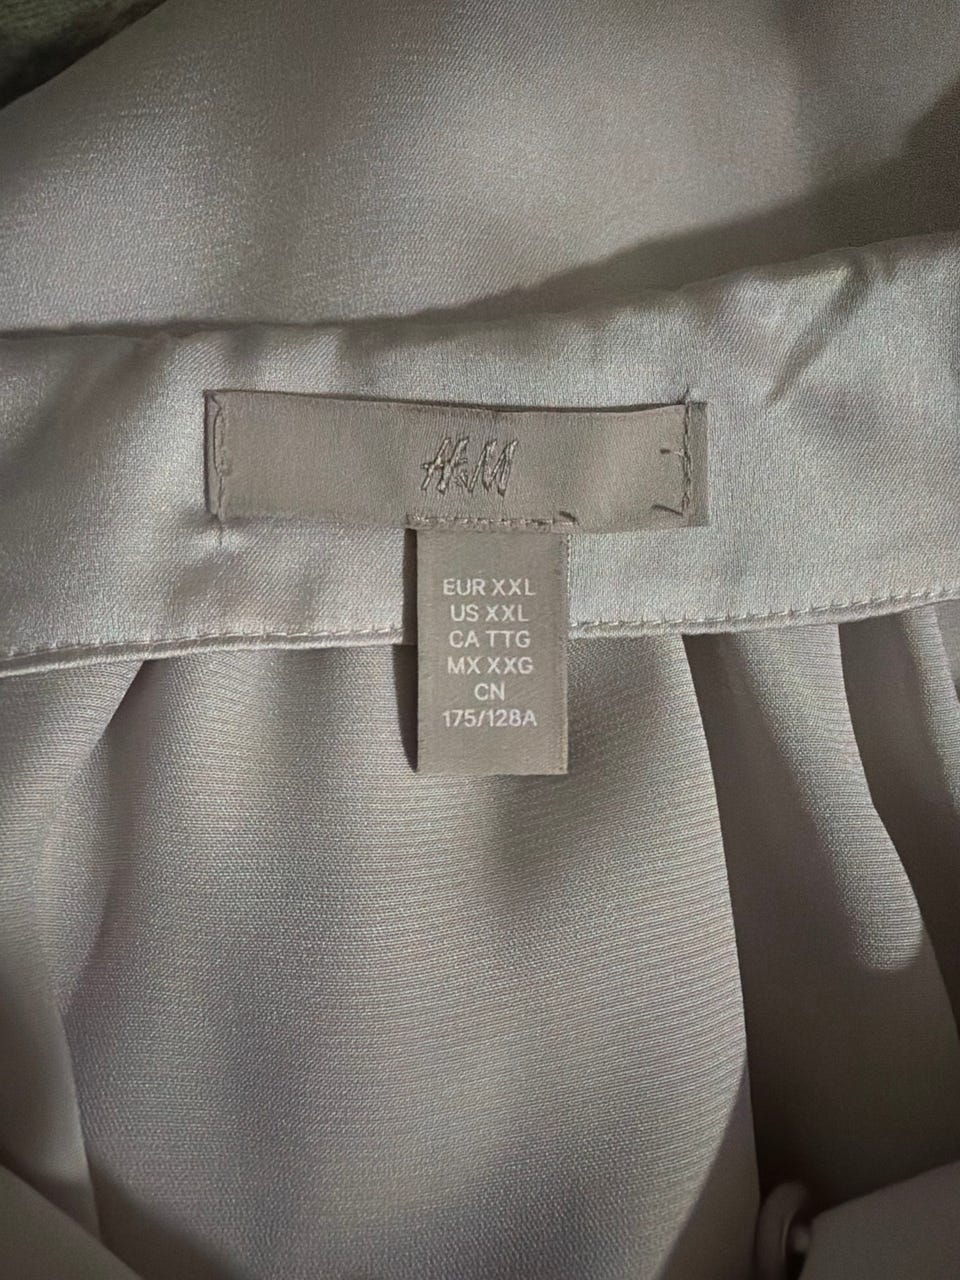 H&M
EUR XXL
US XXL
CA TTG
MX XXG
CN
175/128A